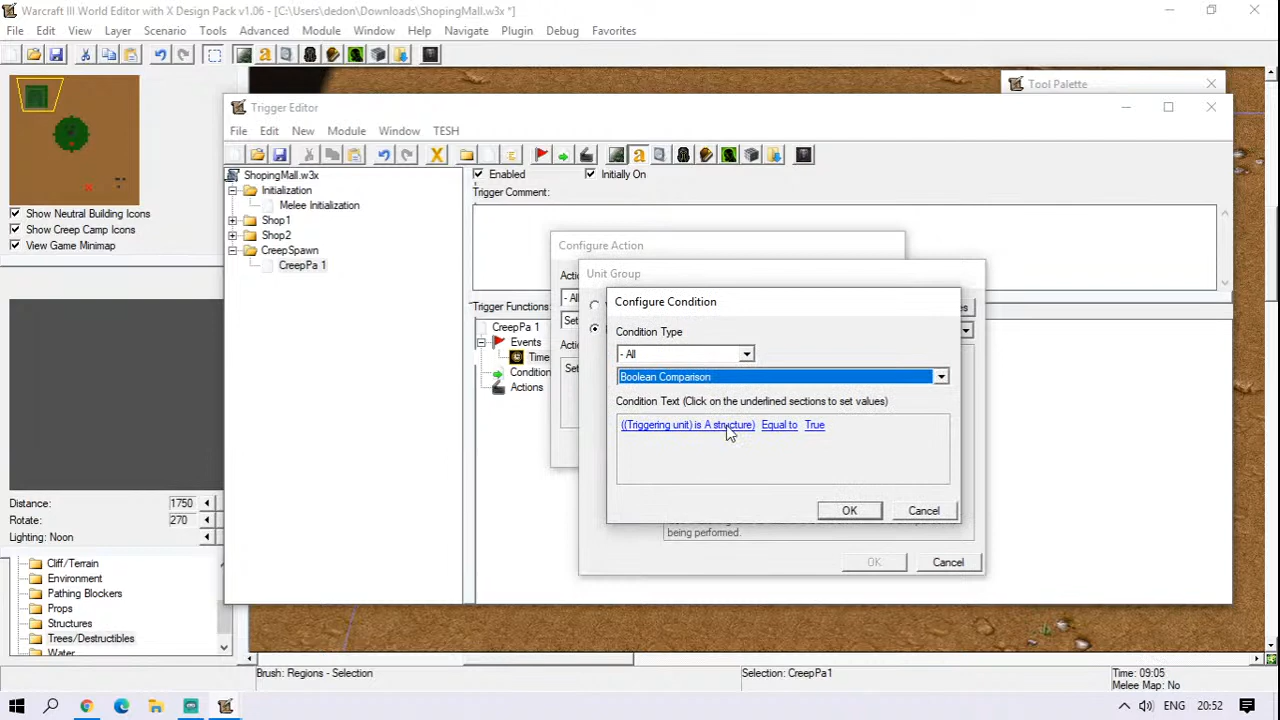 Warcraft III World Editor with X Design Pack v1.06 - [C:\Users\dedon\Downloads\ShopingMall.w3x *]
File Edit View Layer Scenario Tools Advanced Module Window Help Navigate Plugin Debug Favorites
Tool Palette
Trigger Editor
File Edit New Module Window TESH
ShopingMall.w3x
Initialization
Melee Initialization
Shop1
Shop2
CreepSpawn
CreepPa 1
Enabled Initially On
Trigger Comment:
Show Neutral Building Icons
Show Creep Camp Icons
View Game Minimap
Configure Action
Unit Group
Configure Condition
Trigger Functions:
CreepPa 1
Events
Time
Condition
Actions
Condition Type
- All
Boolean Comparison
Condition Text (Click on the underlined sections to set values)
((Triggering unit) is A structure) Equal to True
OK Cancel
being performed.
OK Cancel
Distance: 1750
Rotate: 270
Lighting: Noon
Cliff/Terrain
Environment
Pathing Blockers
Props
Structures
Trees/Destructibles
Water
Brush: Regions - Selection
Selection: CreepPa1
Time: 09:05
Melee Map: No
ENG 20:52